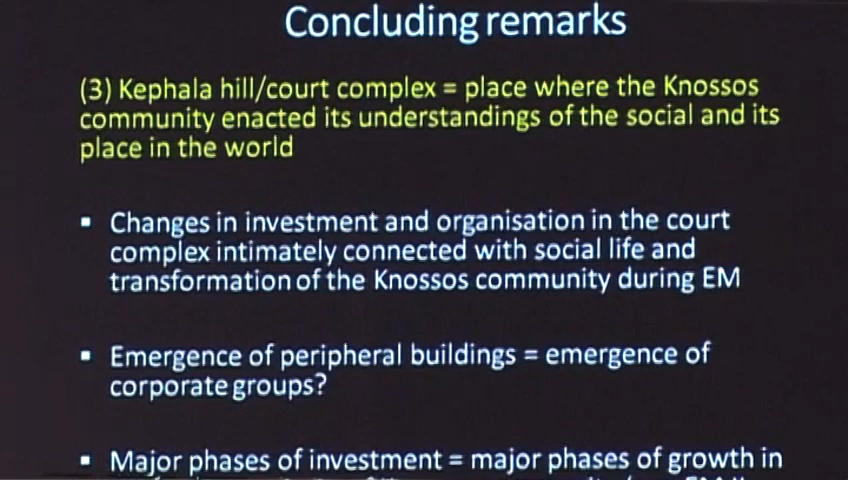 Concluding remarks
(3) Kephala hill/court complex = place where the Knossos
community enacted its understandings of the social and its
place in the world
▪ Changes in investment and organisation in the court
complex intimately connected with social life and
transformation of the Knossos community during EM
▪ Emergence of peripheral buildings = emergence of
corporate groups?
▪ Major phases of investment = major phases of growth in